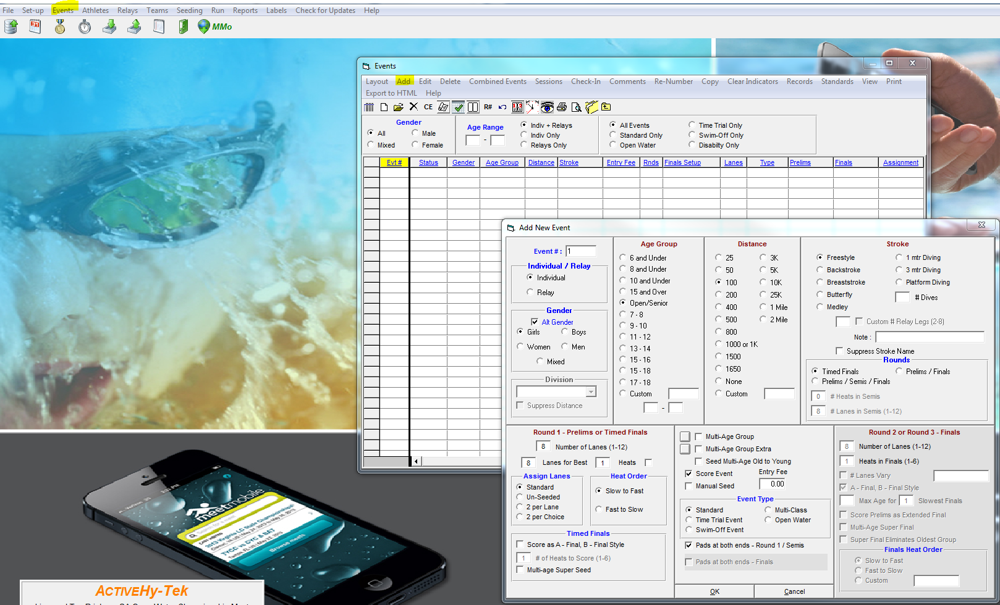 File Set-up Events Athletes Relays Teams Seeding Run Reports Labels Check for Updates Help
31 MMo
Events
Layout Add Edit Delete Combined Events Sessions Check-In Comments Re-Number Copy Clear Indicators Records Standards View Print
Export to HTML Help
CE R#
Gender
All Male
Mixed Female
Age Range
-
Indiv + Relays
Indiv Only
Relays Only
All Events Time Trial Only
Standard Only Swim-Off Only
Open Water Disabilty Only
Evt # Status Gender Age Group Distance Stroke Entry Fee Rnds Finals Setup Lanes Type Prelims Finals Assignment
Add New Event
Event # : 1
Individual / Relay
Individual
Relay
Gender
Alt Gender
Girls Boys
Women Men
Mixed
Division
Suppress Distance
Age Group
6 and Under
8 and Under
10 and Under
15 and Over
Open/Senior
7 - 8
9 - 10
11 - 12
13 - 14
15 - 16
15 - 18
17 - 18
Custom
-
Distance
25 3K
50 5K
100 10K
200 25K
400 1 Mile
500 2 Mile
800
1000 or 1K
1500
1650
None
Custom
Stroke
Freestyle 1 mtr Diving
Backstroke 3 mtr Diving
Breaststroke Platform Diving
Butterfly # Dives
Medley
Custom # Relay Legs (2-8)
Note :
Suppress Stroke Name
Rounds
Timed Finals Prelims / Finals
Prelims / Semis / Finals
0 # Heats in Semis
8 # Lanes in Semis (1-12)
Round 1 - Prelims or Timed Finals
8 Number of Lanes (1-12)
8 Lanes for Best 1 Heats
Assign Lanes
Standard
Un-Seeded
2 per Lane
2 per Choice
Heat Order
Slow to Fast
Fast to Slow
Timed Finals
Score as A - Final, B - Final Style
1 # of Heats to Score (1-6)
Multi-age Super Seed
Multi-Age Group
Multi-Age Group Extra
Seed Multi-Age Old to Young
Score Event Entry Fee
Manual Seed 0.00
Event Type
Standard Multi-Class
Time Trial Event Open Water
Swim-Off Event
Pads at both ends - Round 1 / Semis
Pads at both ends - Finals
OK Cancel
Round 2 or Round 3 - Finals
8 Number of Lanes (1-12)
1 Heats in Finals (1-6)
# Lanes Vary
A - Final, B - Final Style
Max Age for 1 Slowest Finals
Score Prelims as Extended Final
Multi-Age Super Final
Super Final Eliminates Oldest Group
Finals Heat Order
Slow to Fast
Fast to Slow
Custom
meetmobile
Search for a meet
2013 Virginia LC State Championships
TYCC vs CYC & BAT
Browse meets
ACTIVEHy-Tek